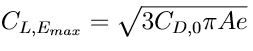 C_{L,E_{max}} = \sqrt{3C_{D,0}\pi Ae}